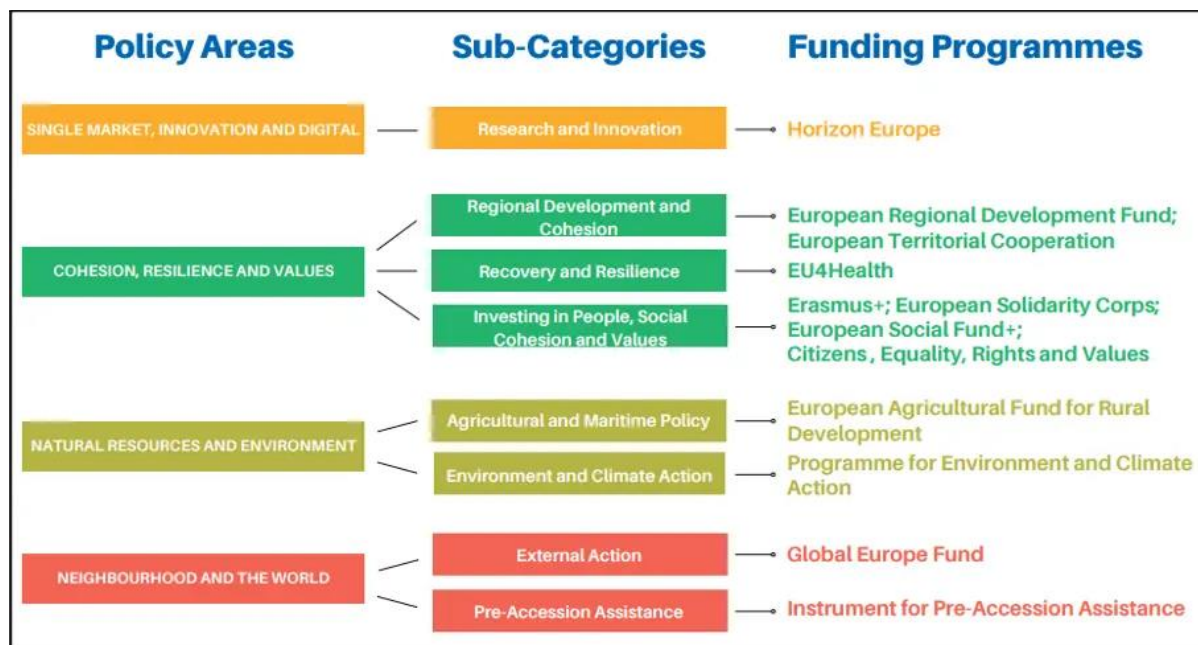 Policy Areas
Sub-Categories
Funding Programmes
SINGLE MARKET, INNOVATION AND DIGITAL
Research and Innovation
Horizon Europe
COHESION, RESILIENCE AND VALUES
Regional Development and
Cohesion
European Regional Development Fund;
European Territorial Cooperation
Recovery and Resilience
EU4Health
Investing in People, Social
Cohesion and Values
Erasmus+; European Solidarity Corps;
European Social Fund+;
Citizens , Equality, Rights and Values
NATURAL RESOURCES AND ENVIRONMENT
Agricultural and Maritime Policy
European Agricultural Fund for Rural
Development
Environment and Climate Action
Programme for Environment and Climate
Action
NEIGHBOURHOOD AND THE WORLD
External Action
Global Europe Fund
Pre-Accession Assistance
Instrument for Pre-Accession Assistance